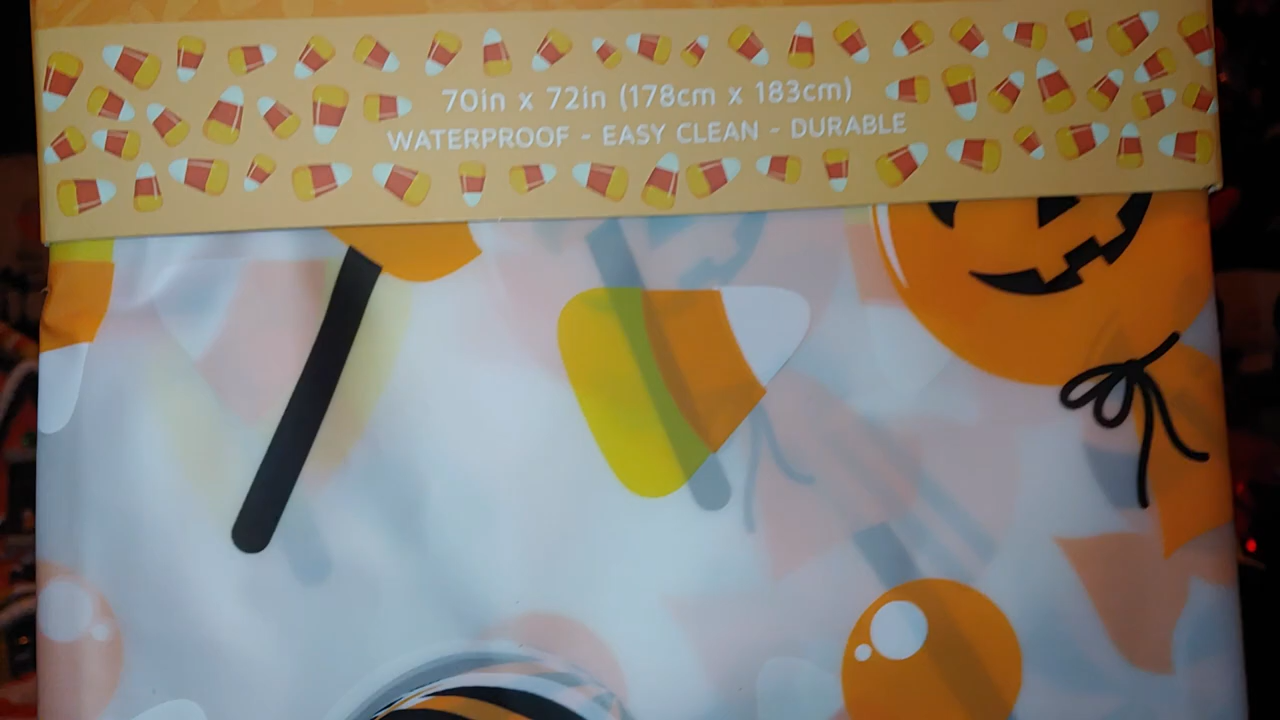 70in x 72in (178cm x 183cm)
WATERPROOF - EASY CLEAN - DURABLE